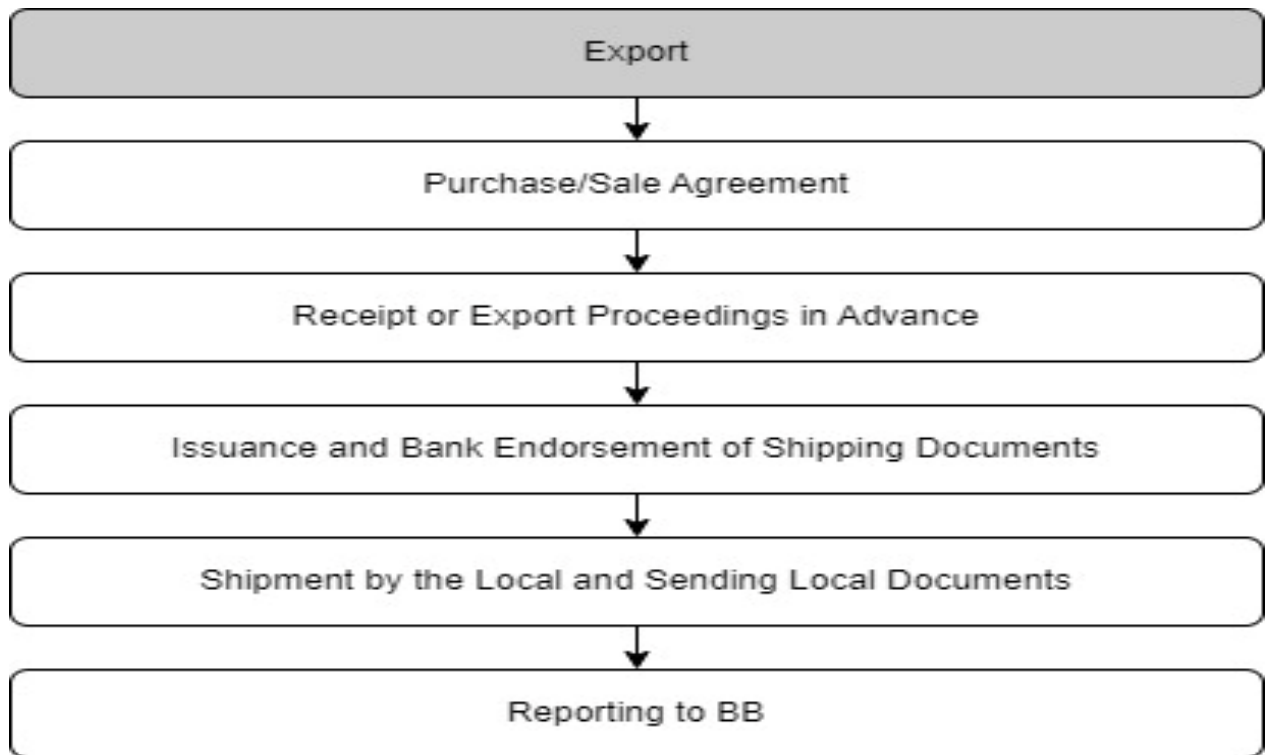 Export
Purchase/Sale Agreement
Receipt or Export Proceedings in Advance
Issuance and Bank Endorsement of Shipping Documents
Shipment by the Local and Sending Local Documents
Reporting to BB